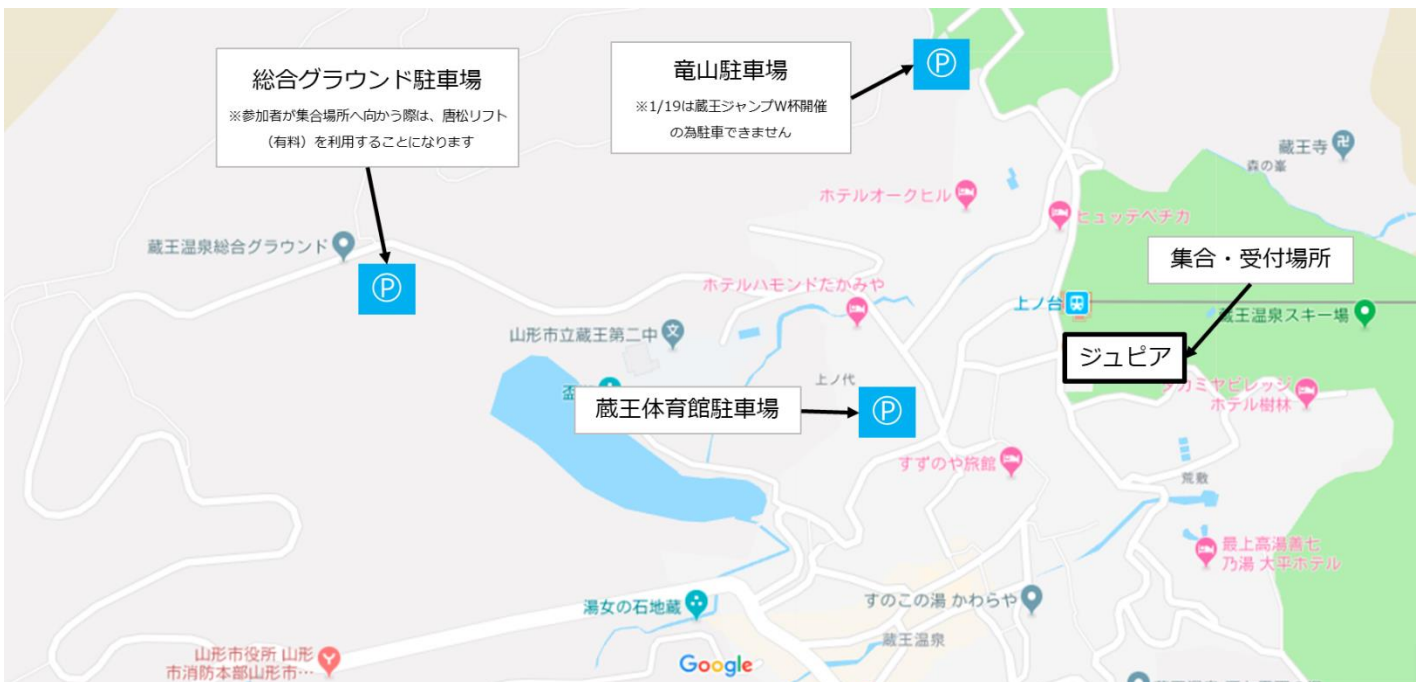 総合グラウンド駐車場
※参加者が集合場所へ向かう際は、唐松リフト
（有料）を利用することになります
竜山駐車場
※1/19は蔵王ジャンプW杯開催
の為駐車できません
Ⓟ
蔵王寺
森の峯
ホテルオークヒル
ヒュッテペチカ
蔵王温泉総合グラウンド
Ⓟ
集合・受付場所
ホテルハモンドたかみや
上ノ台
蔵王温泉スキー場
山形市立蔵王第二中
文
ジュピア
上ノ代
タカミヤビレッジ
ホテル樹林
蔵王体育館駐車場
Ⓟ
すずのや旅館
荒敷
最上高湯善七
乃湯 大平ホテル
湯女の石地蔵
すのこの湯 かわらや
蔵王温泉
山形市役所 山形
市消防本部山形市…
Google